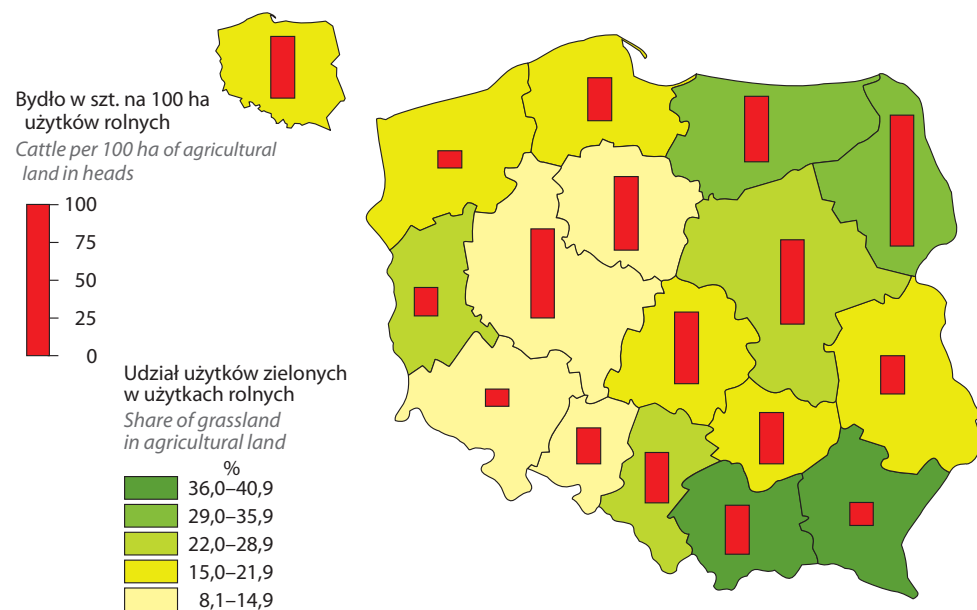 Bydło w szt. na 100 ha
użytków rolnych
Cattle per 100 ha of agricultural
land in heads
100
75
50
25
0
Udział użytków zielonych
w użytkach rolnych
Share of grassland
in agricultural land
%
36,0–40,9
29,0–35,9
22,0–28,9
15,0–21,9
8,1–14,9